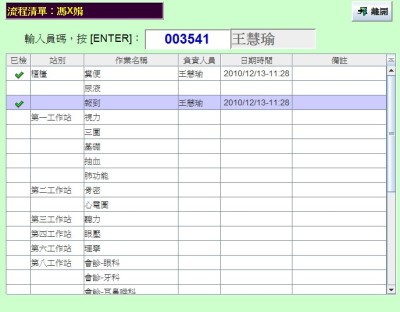 流程清單：馮X娟
離開
輸入員碼，按 [ENTER]： 003541 王慧瑜
已檢 站別 作業名稱 負責人員 日期時間 備註
櫃檯 糞便 王慧瑜 2010/12/13-11:28
尿液
報到 王慧瑜 2010/12/13-11:28
第一工作站 視力
三圍
基礎
抽血
肺功能
第二工作站 骨密
心電圖
第三工作站 聽力
第四工作站 眼壓
第六工作站 理學
第八工作站 會診-眼科
會診-牙科
會診-耳鼻喉科